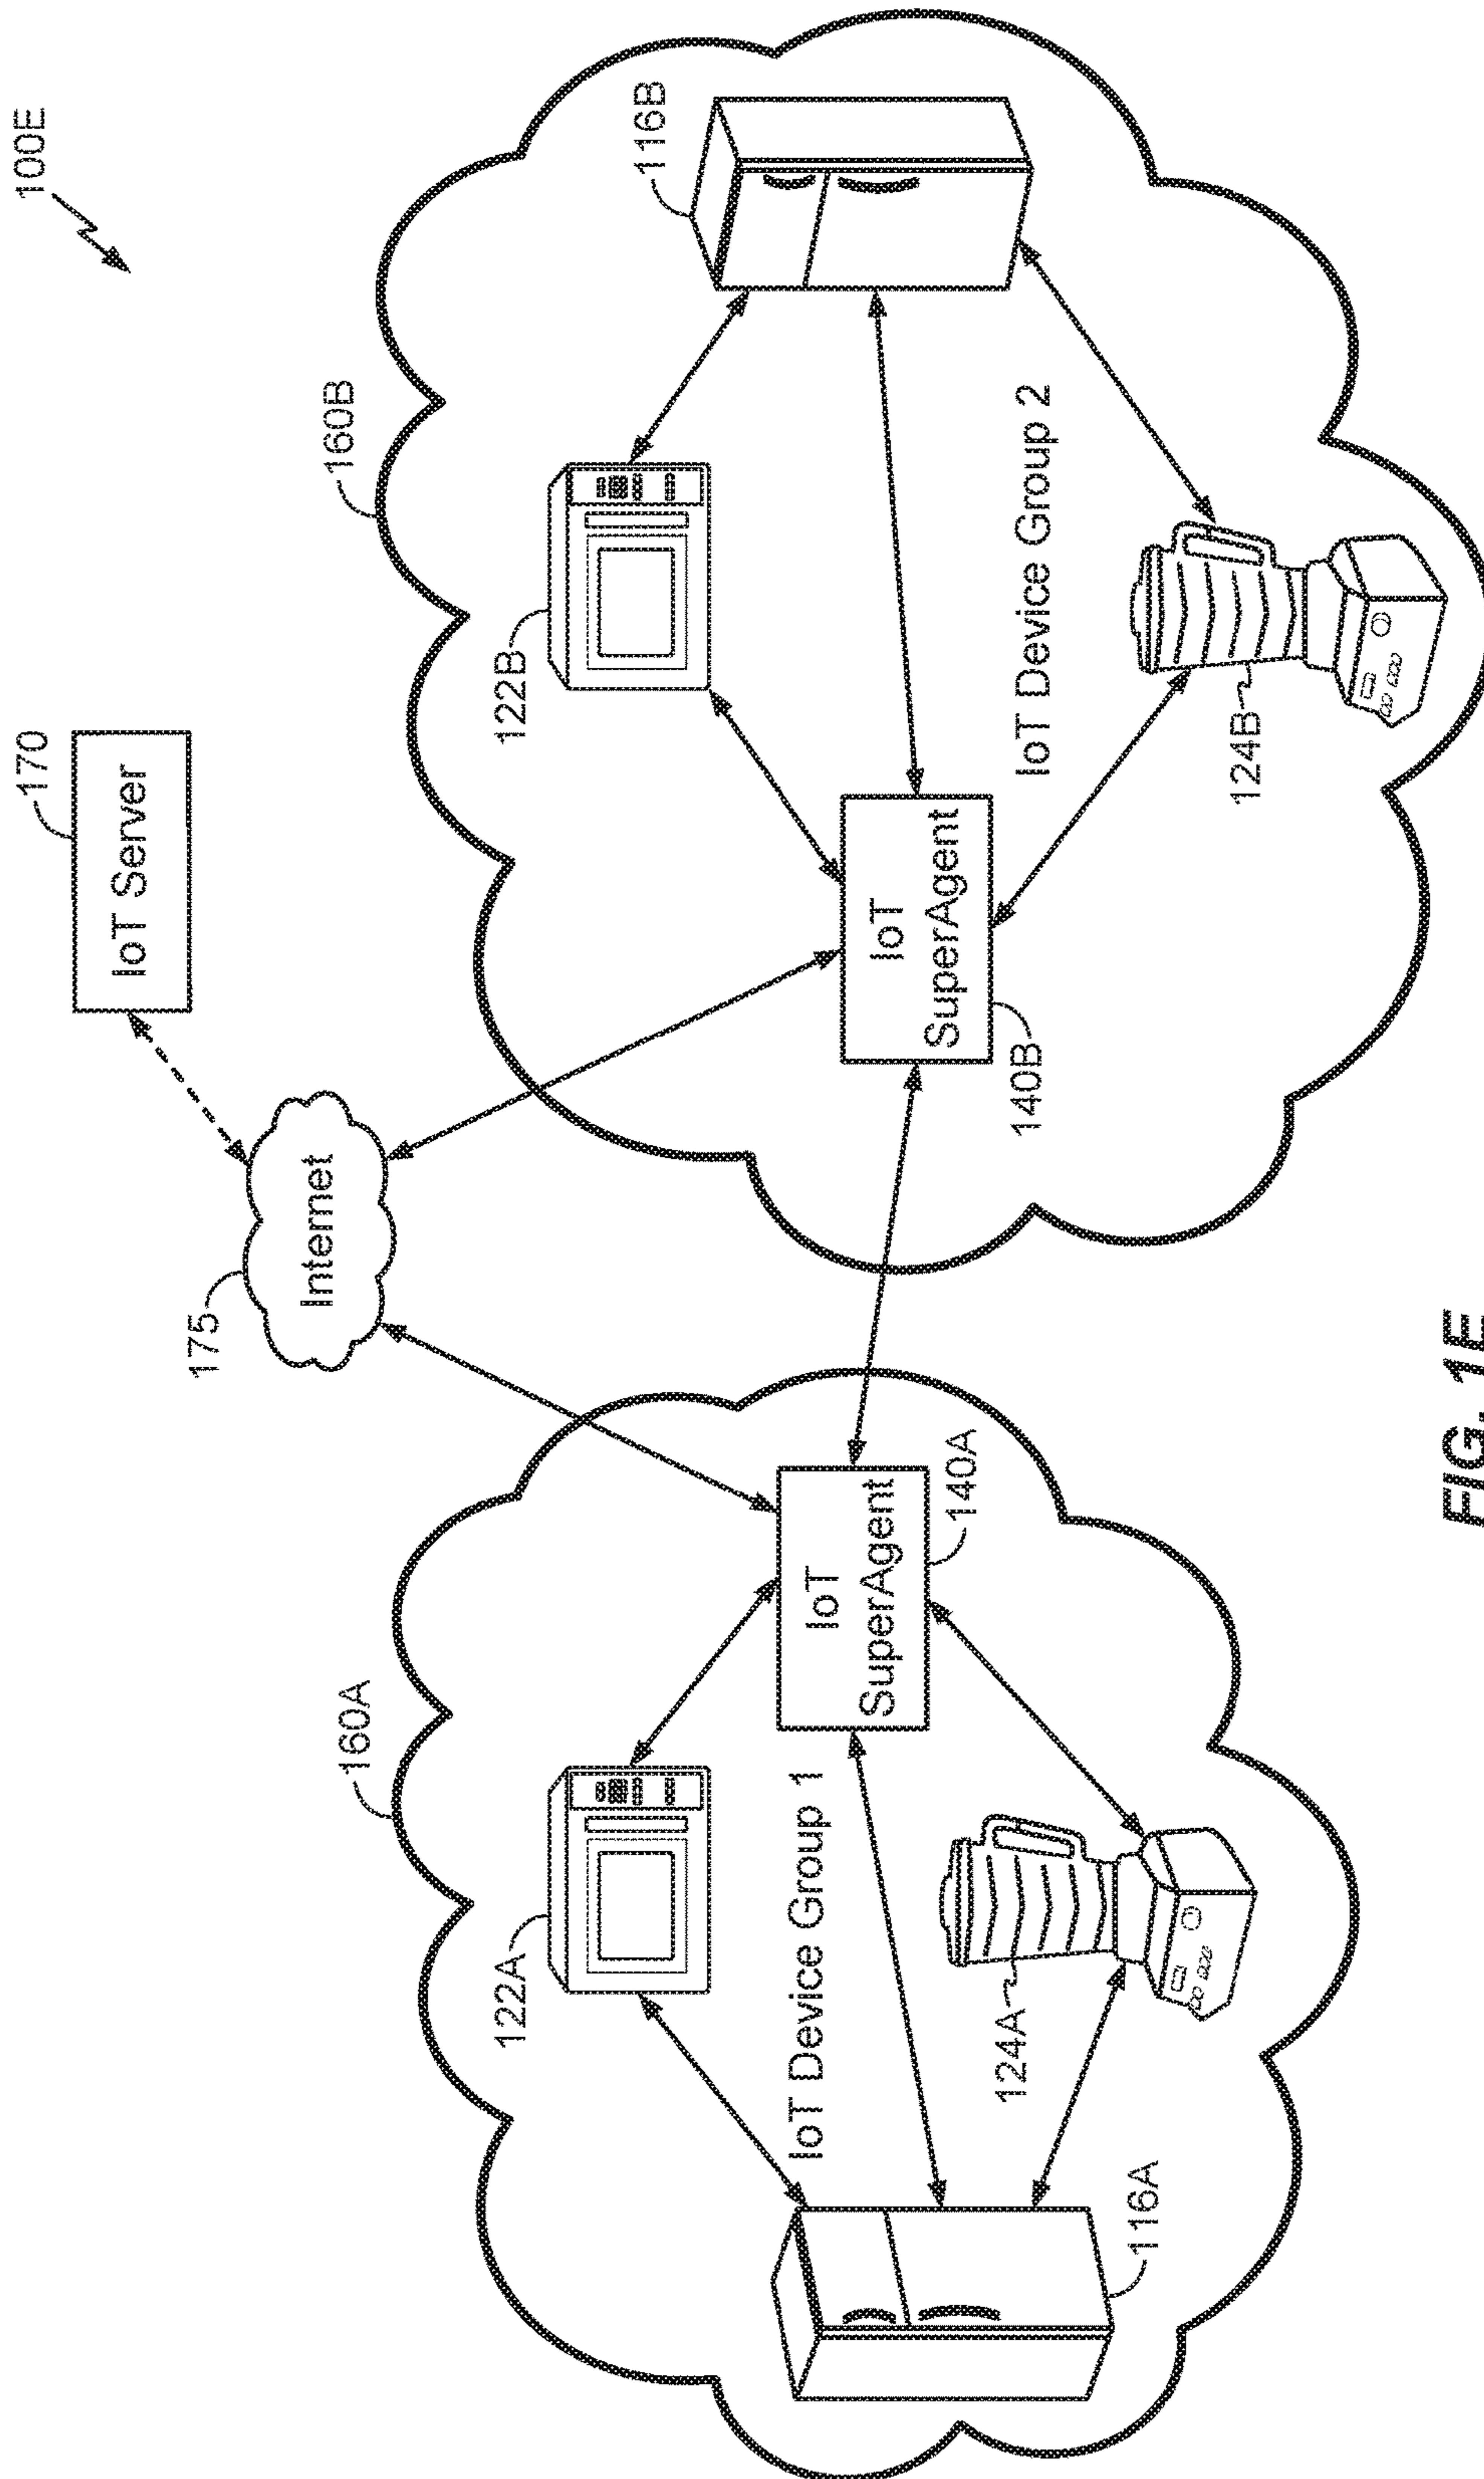 100E
170
IoT Server
175
Internet
160A
160B
122A
122B
116B
IoT
SuperAgent
140A
IoT
SuperAgent
140B
IoT Device Group 1
IoT Device Group 2
124A
124B
116A
FIG. 1E